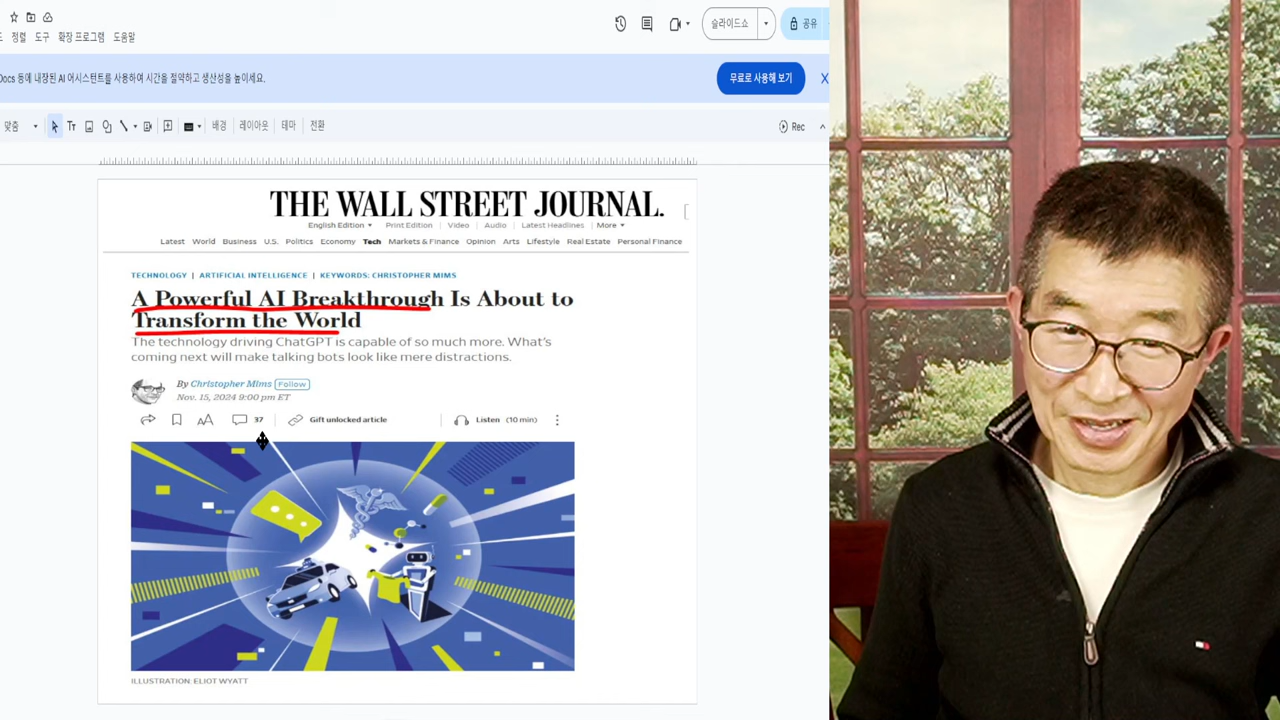 정렬 도구 확장 프로그램 도움말
슬라이드쇼
공유
Docs 등에 내장된 AI 어시스턴트를 사용하여 시간을 절약하고 생산성을 높이세요.
무료로 사용해 보기
맞춤
배경 레이아웃 테마 전환
Rec
THE WALL STREET JOURNAL.
English Edition Print Edition Video Audio Latest Headlines More
Latest World Business U.S. Politics Economy Tech Markets & Finance Opinion Arts Lifestyle Real Estate Personal Finance
TECHNOLOGY | ARTIFICIAL INTELLIGENCE | KEYWORDS: CHRISTOPHER MIMS
A Powerful AI Breakthrough Is About to
Transform the World
The technology driving ChatGPT is capable of so much more. What's
coming next will make talking bots look like mere distractions.
By Christopher Mims Follow
Nov. 15, 2024 9:00 pm ET
AA 37 Gift unlocked article Listen (10 min)
ILLUSTRATION: ELIOT WYATT